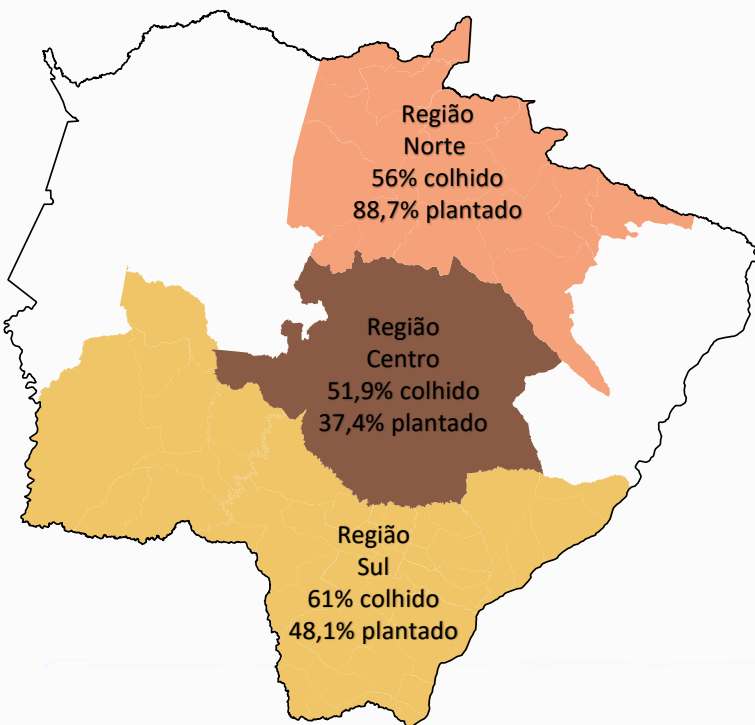 Região
Norte
56% colhido
88,7% plantado
Região
Centro
51,9% colhido
37,4% plantado
Região
Sul
61% colhido
48,1% plantado